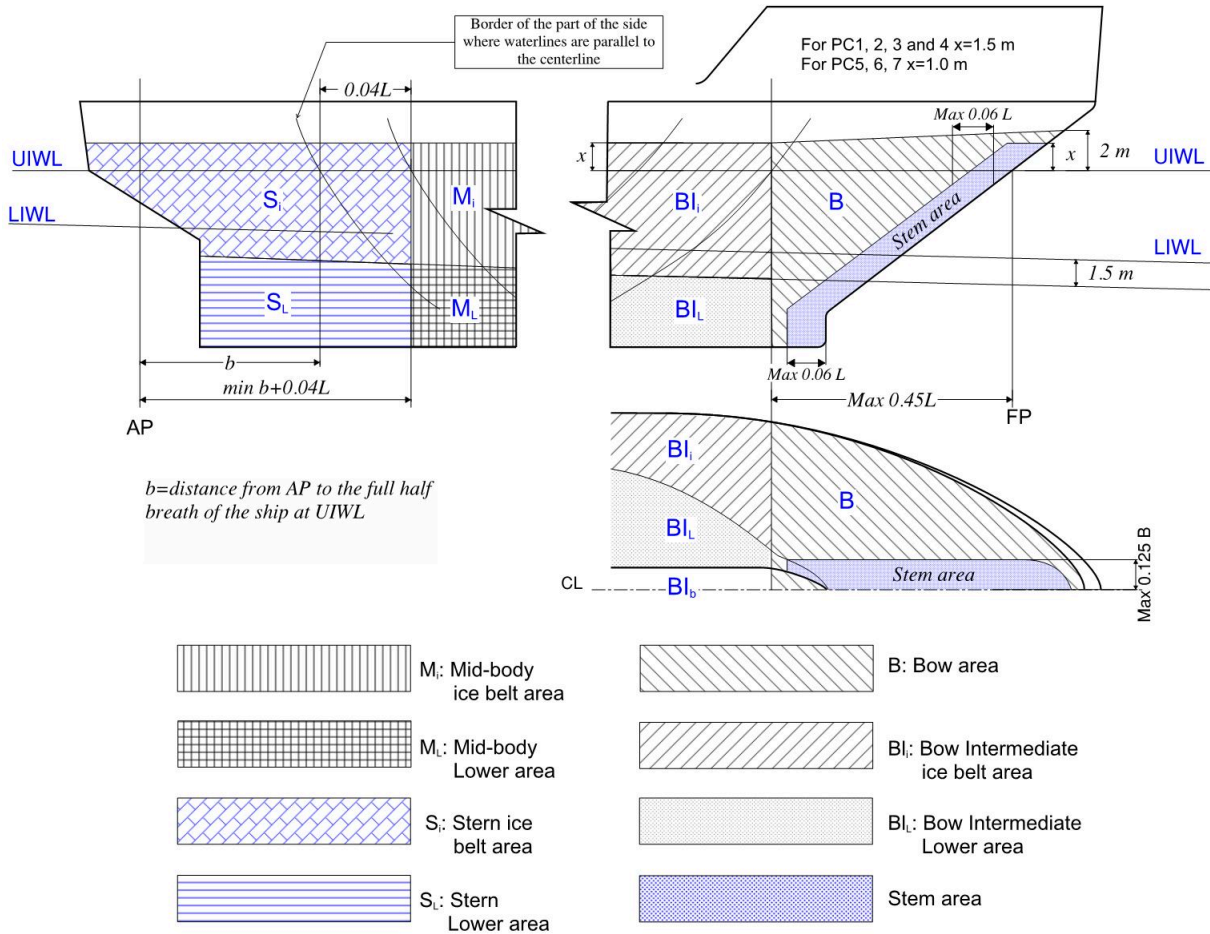 Border of the part of the side
where waterlines are parallel to
the centerline
For PC1, 2, 3 and 4 x=1.5 m
For PC5, 6, 7 x=1.0 m
0.04L
Max 0.06 L
x
x
2 m
UIWL
UIWL
Si
Mi
BIi
B
Stem area
LIWL
LIWL
1.5 m
SL
ML
BIL
b
Max 0.06 L
min b+0.04L
Max 0.45L
AP
FP
BIi
b=distance from AP to the full half
breath of the ship at UIWL
B
BIL
Stem area
CL
BIb
Max 0.125 B
Mi: Mid-body
ice belt area
B: Bow area
ML: Mid-body
Lower area
BIi: Bow Intermediate
ice belt area
Si: Stern ice
belt area
BIL: Bow Intermediate
Lower area
SL: Stern
Lower area
Stem area